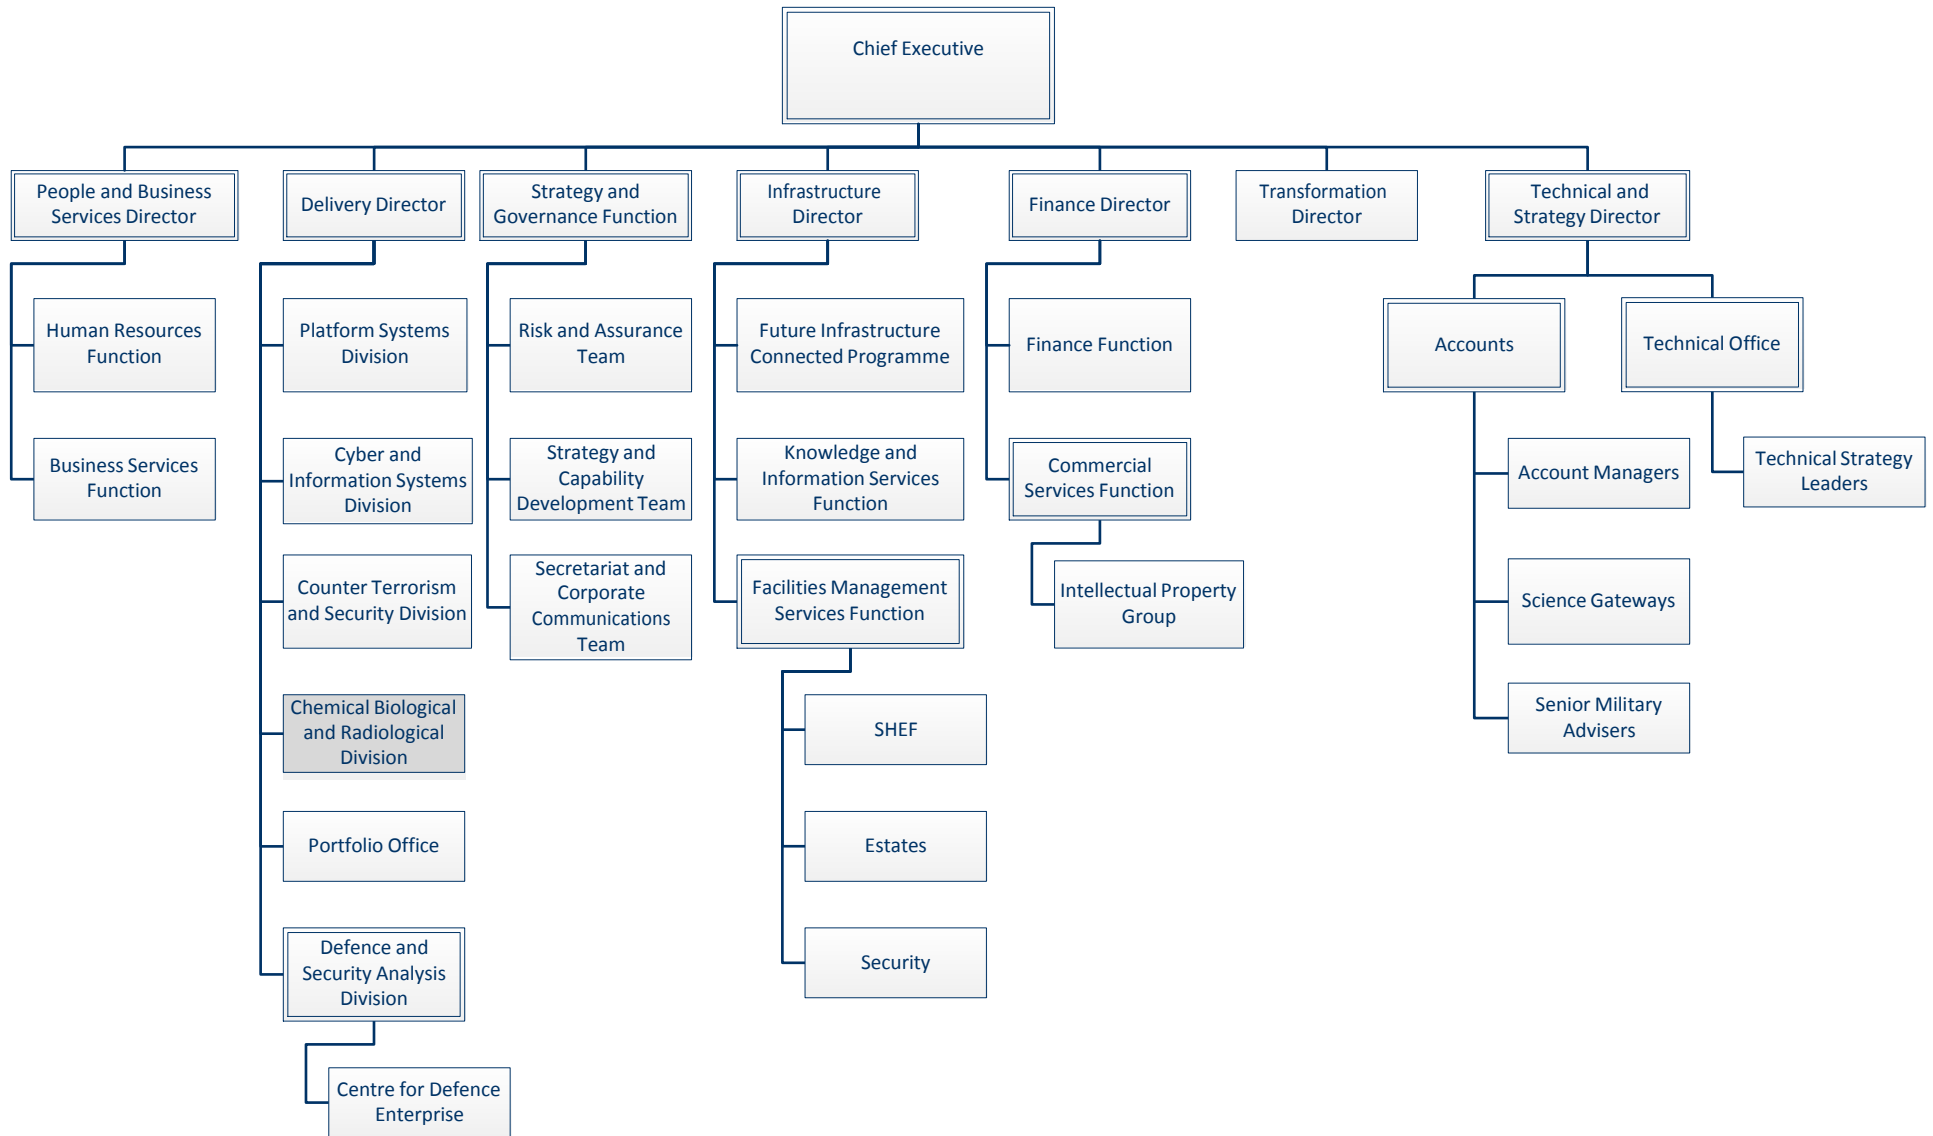 Chief Executive
People and Business
Services Director
Delivery Director
Strategy and
Governance Function
Infrastructure
Director
Finance Director
Transformation
Director
Technical and
Strategy Director
Human Resources
Function
Business Services
Function
Platform Systems
Division
Cyber and
Information Systems
Division
Counter Terrorism
and Security Division
Chemical Biological
and Radiological
Division
Portfolio Office
Defence and
Security Analysis
Division
Centre for Defence
Enterprise
Risk and Assurance
Team
Strategy and
Capability
Development Team
Secretariat and
Corporate
Communications
Team
Future Infrastructure
Connected Programme
Knowledge and
Information Services
Function
Facilities Management
Services Function
SHEF
Estates
Security
Finance Function
Commercial
Services Function
Intellectual Property
Group
Accounts
Account Managers
Science Gateways
Senior Military
Advisers
Technical Office
Technical Strategy
Leaders